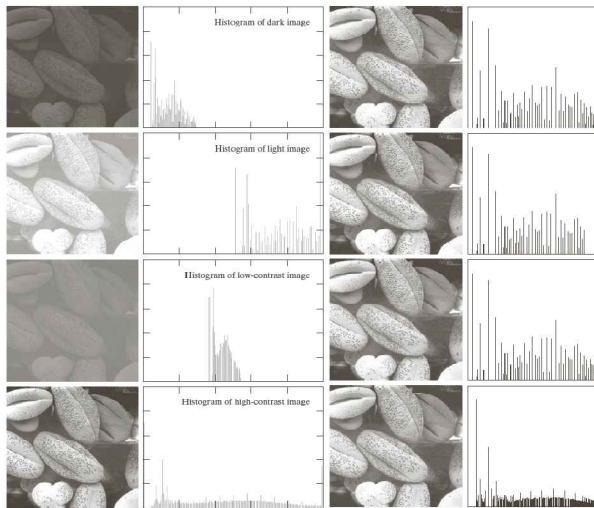 Histogram of dark image
Histogram of light image
Histogram of low-contrast image
Histogram of high-contrast image